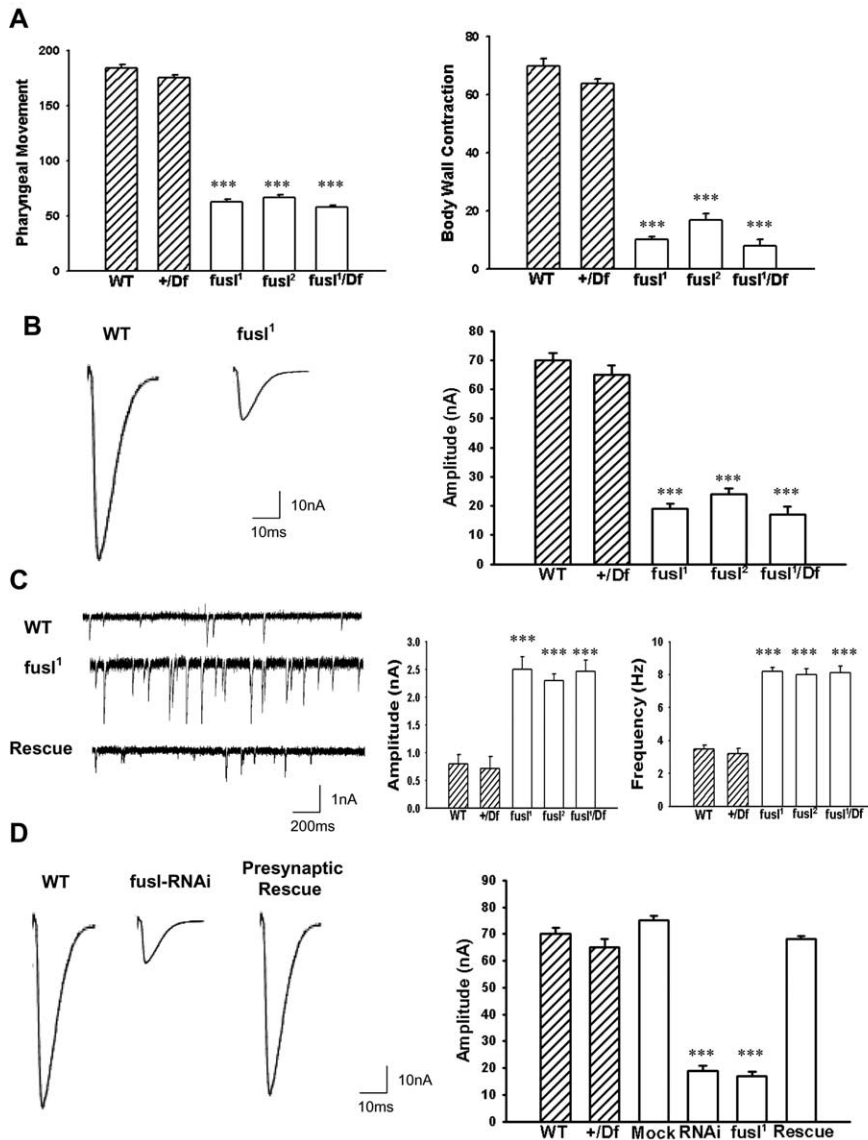 A
Pharyngeal Movement
200
150
100
50
0
*** *** ***
WT +/Df fusl¹ fusl² fusl¹/Df
Body Wall Contraction
80
60
40
20
0
*** *** ***
WT +/Df fusl¹ fusl² fusl¹/Df
B
WT fusl¹
10nA
10ms
Amplitude (nA)
80
70
60
50
40
30
20
10
0
*** *** ***
WT +/Df fusl¹ fusl² fusl¹/Df
C
WT
fusl¹
Rescue
1nA
200ms
Amplitude (nA)
3.0
2.5
2.0
1.5
1.0
0.5
0.0
*** *** ***
WT +/Df fusl¹ fusl² fusl¹/Df
Frequency (Hz)
12
8
4
0
*** *** ***
WT +/Df fusl¹ fusl² fusl¹/Df
D
WT fusl-RNAi Presynaptic
Rescue
10nA
10ms
Amplitude (nA)
90
80
70
60
50
40
30
20
10
0
*** ***
WT +/Df Mock RNAi fusl¹ Rescue